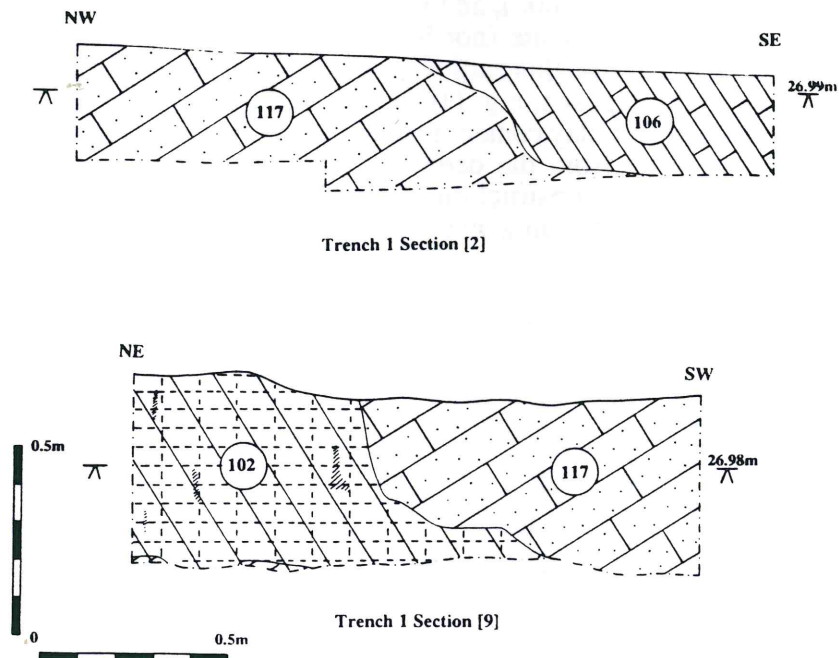 NW
SE
26.99m
117
106
Trench 1 Section [2]
NE
SW
0.5m
102
117
26.98m
Trench 1 Section [9]
0
0.5m